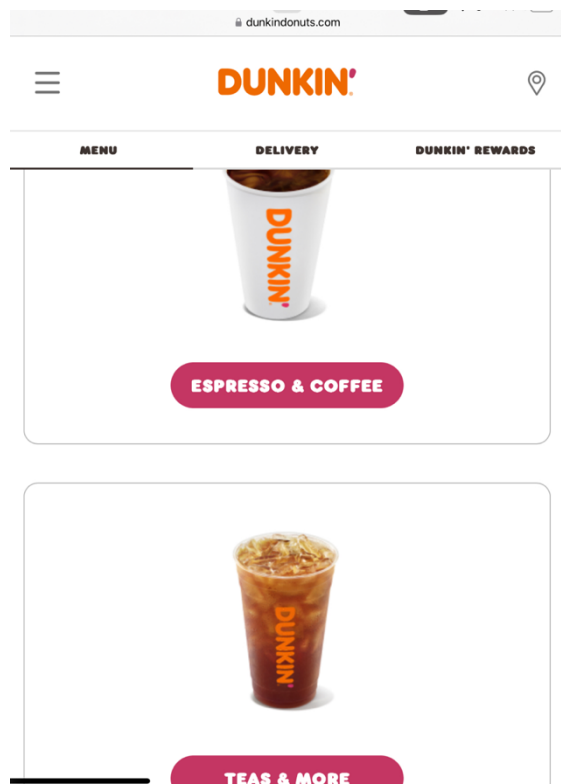 dunkindonuts.com
DUNKIN'
MENU
DELIVERY
DUNKIN' REWARDS
DUNKIN'
ESPRESSO & COFFEE
DUNKIN'
TEAS & MORE